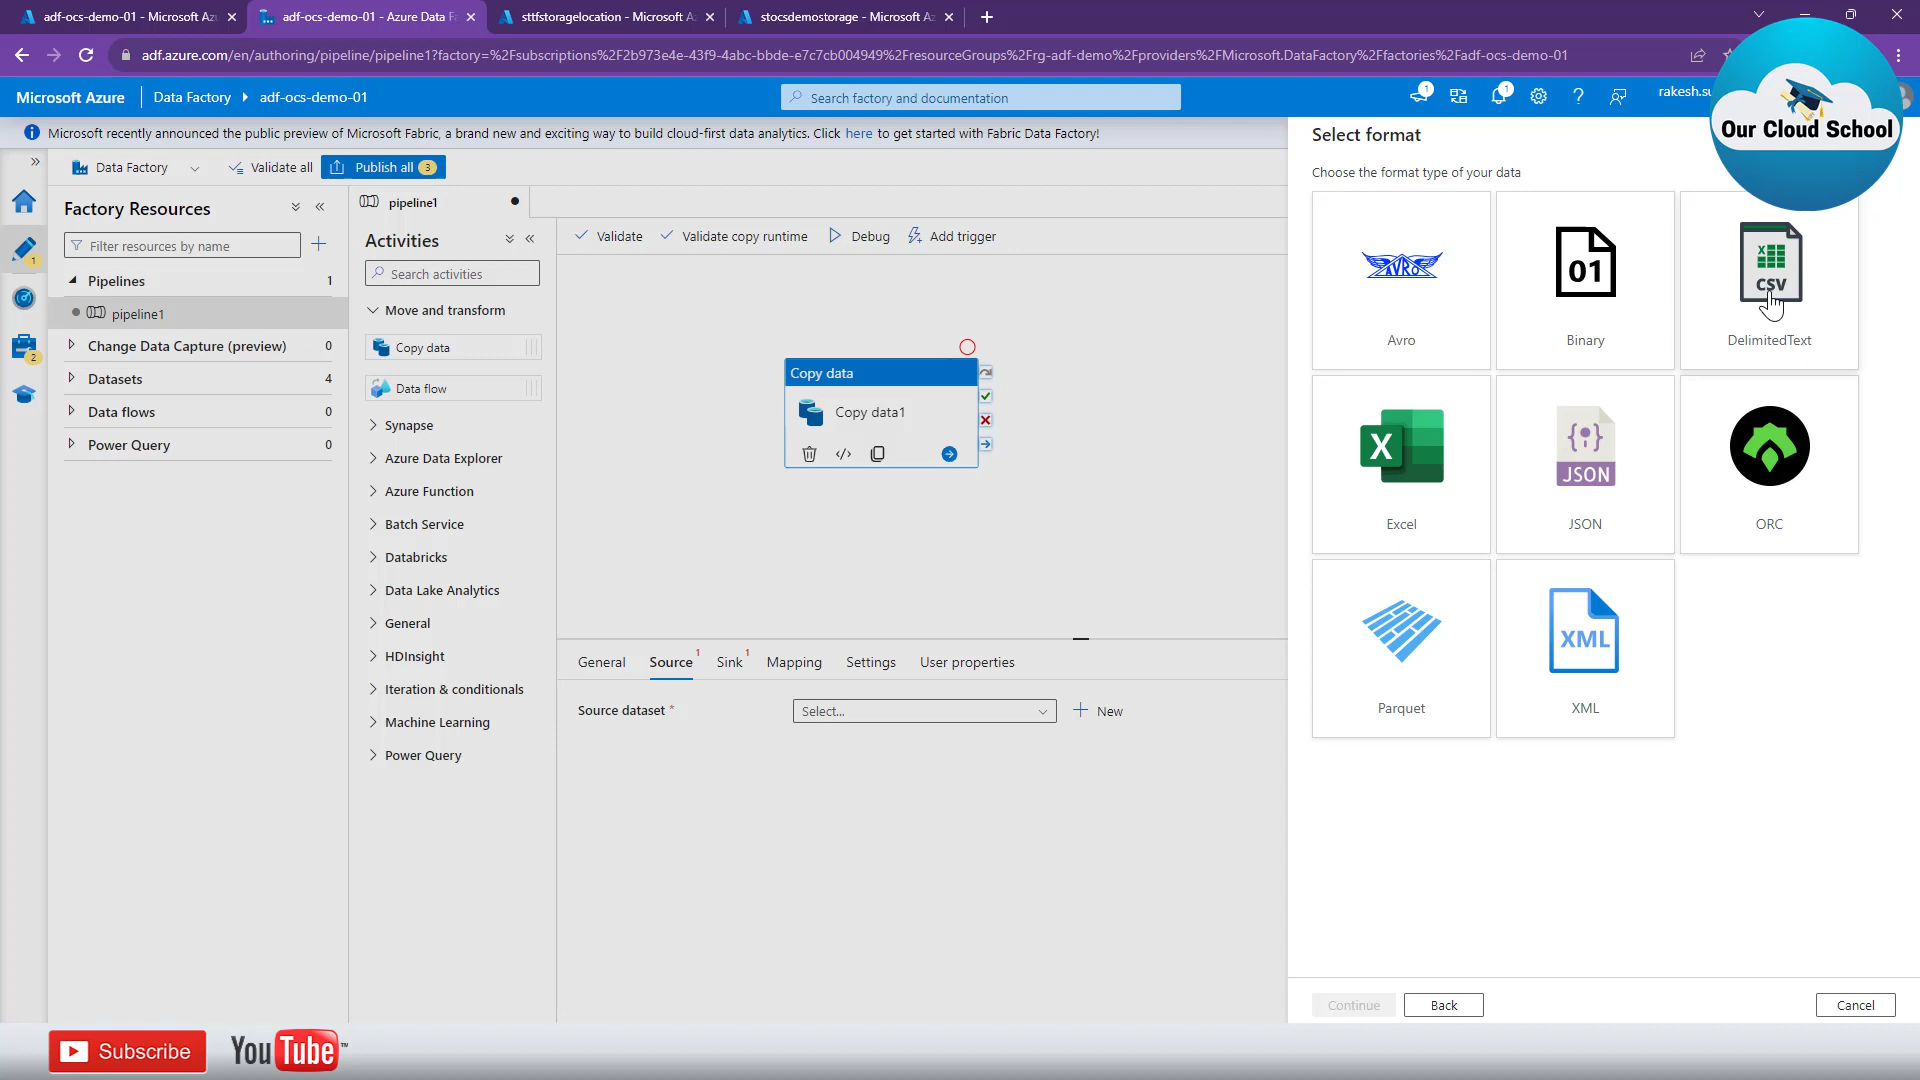 adf-ocs-demo-01 - Microsoft Az
adf-ocs-demo-01 - Azure Data F
sttfstoragelocation - Microsoft A
stocsdemostorage - Microsoft Az
adf.azure.com/en/authoring/pipeline/pipeline1?factory=%2Fsubscriptions%2F2b973e4e-43f9-4abc-bbde-e7c7cb004949%2FresourceGroups%2Frg-adf-demo%2Fproviders%2FMicrosoft.DataFactory%2Ffactories%2Fadf-ocs-demo-01
Microsoft Azure
Data Factory
adf-ocs-demo-01
Search factory and documentation
1
1
rakesh.su
Our Cloud School
Microsoft recently announced the public preview of Microsoft Fabric, a brand new and exciting way to build cloud-first data analytics. Click here to get started with Fabric Data Factory!
Data Factory
Validate all
Publish all 3
1
2
Factory Resources
Filter resources by name
Pipelines 1
pipeline1
Change Data Capture (preview) 0
Datasets 4
Data flows 0
Power Query 0
pipeline1
Activities
Search activities
Move and transform
Copy data
Data flow
Synapse
Azure Data Explorer
Azure Function
Batch Service
Databricks
Data Lake Analytics
General
HDInsight
Iteration & conditionals
Machine Learning
Power Query
Validate
Validate copy runtime
Debug
Add trigger
Copy data
Copy data1
General
Source 1
Sink 1
Mapping
Settings
User properties
Source dataset *
Select...
New
Select format
Choose the format type of your data
AVRO
Avro
01
Binary
X
CSV
DelimitedText
X
Excel
JSON
JSON
ORC
Parquet
XML
XML
Continue
Back
Cancel
Subscribe
YouTube ™